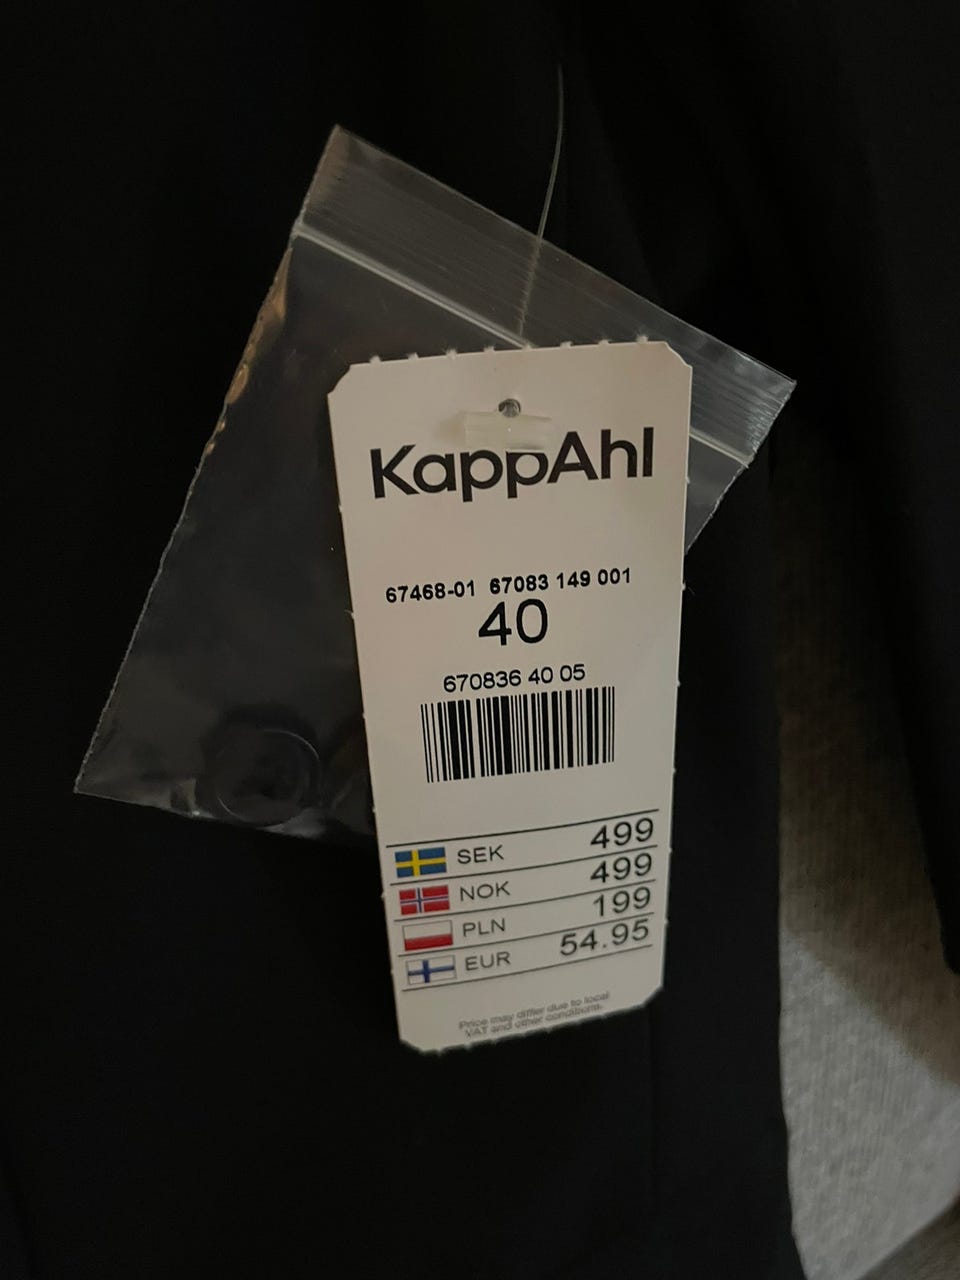 KappAhl
67468-01 67083 149 001
40
670836 40 05
SEK 499
NOK 499
PLN 199
EUR 54.95
Price may differ due to local
VAT and other conditions.